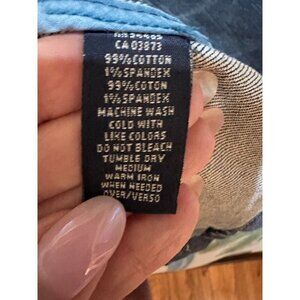 CA 03873
99%COTTON
1%SPANDEX
99%COTTON
1%SPANDEX
MACHINE WASH
COLD WITH
LIKE COLORS
DO NOT BLEACH
TUMBLE DRY
MEDIUM
WARM IRON
WHEN NEEDED
OVER/VERSO